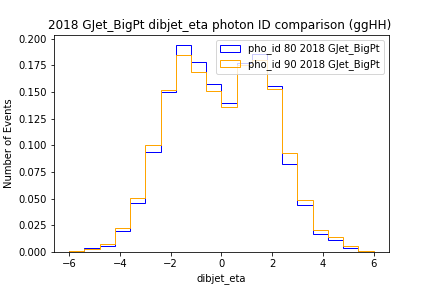 2018 GJet_BigPt dibjet_eta photon ID comparison (ggHH)
pho_id 80 2018 GJet_BigPt
pho_id 90 2018 GJet_BigPt
Number of Events
0.200
0.175
0.150
0.125
0.100
0.075
0.050
0.025
0.000
−6 −4 −2 0 2 4 6
dibjet_eta